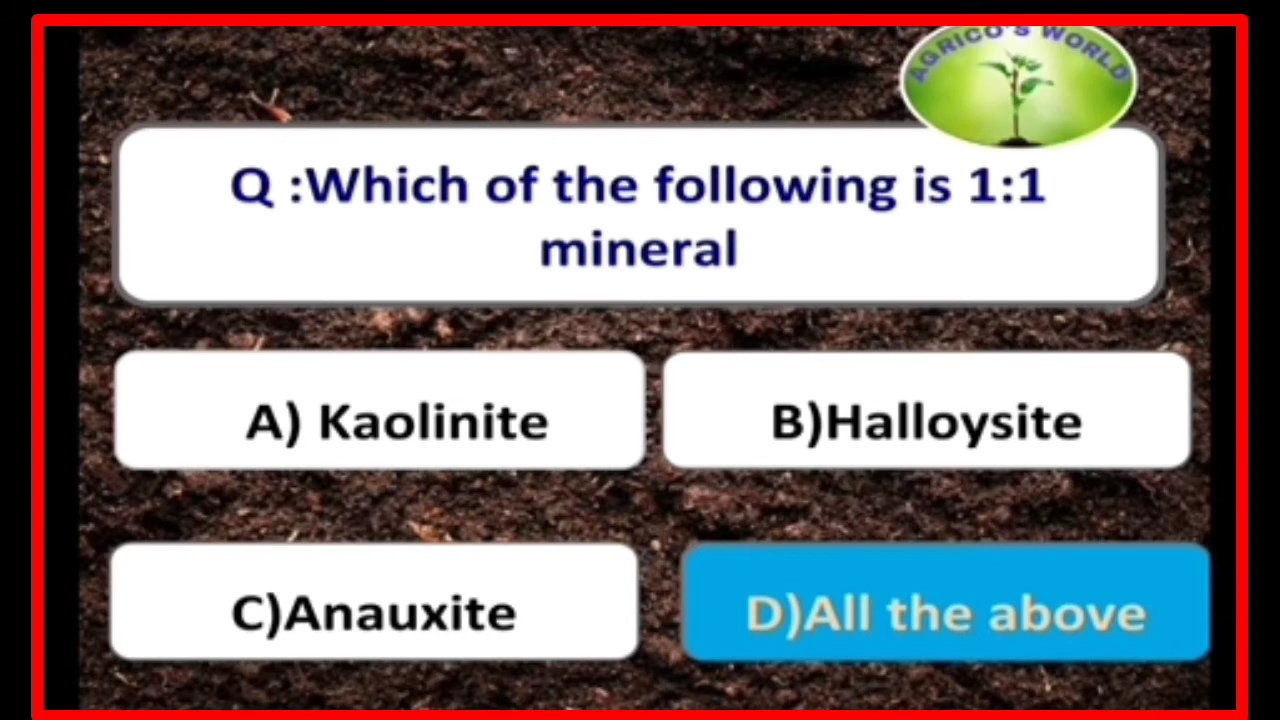 AGRICO'S WORLD
Q :Which of the following is 1:1
mineral
A) Kaolinite
B)Halloysite
C)Anauxite
D)All the above